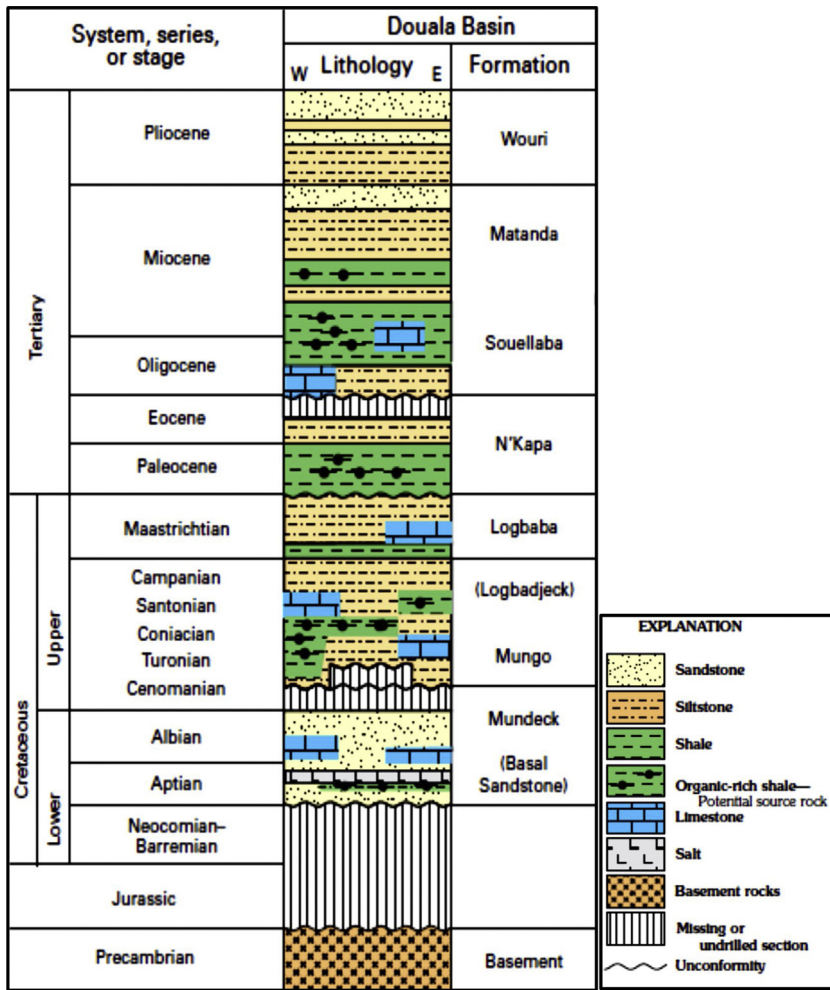 System, series,
or stage
Douala Basin
W Lithology E
Formation
Tertiary
Pliocene
Wouri
Miocene
Matanda
Souellaba
Oligocene
Eocene
N'Kapa
Paleocene
Cretaceous
Upper
Maastrichtian
Logbaba
Campanian
(Logbadjeck)
Santonian
Coniacian
Mungo
Turonian
Cenomanian
Lower
Mundeck
Albian
(Basal
Sandstone)
Aptian
Neocomian–
Barremian
Jurassic
Precambrian
Basement
EXPLANATION
Sandstone
Siltstone
Shale
Organic-rich shale—
Potential source rock
Limestone
Salt
Basement rocks
Missing or
undrilled section
Unconformity